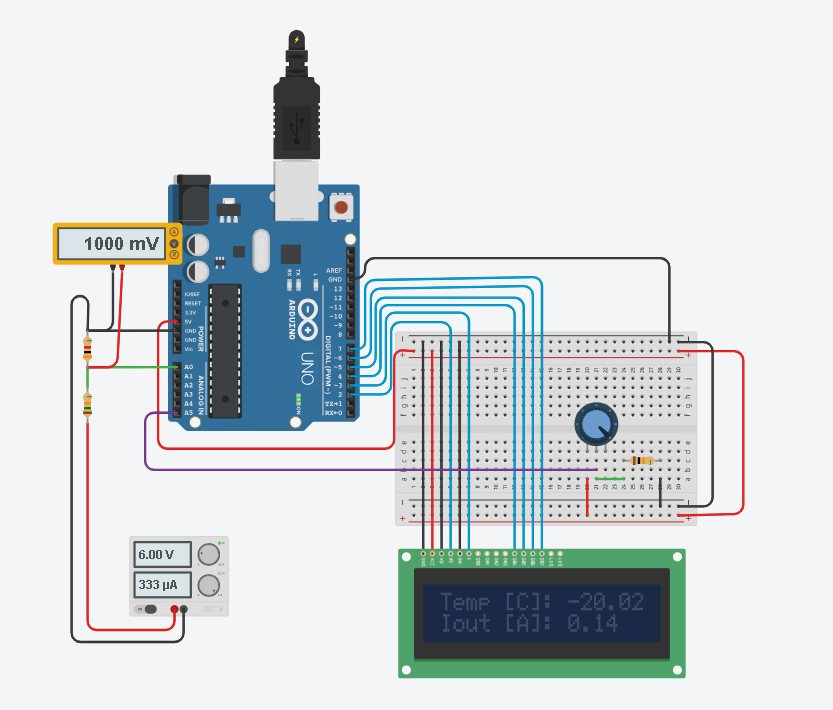 1000 mV
IOREF
RESET
3.3V
5V
GND
GND
Vin
POWER
A0
A1
A2
A3
A4
A5
ANALOG IN
RX TX
L
ARDUINO
UNO
ON
AREF
GND
13
12
~11
~10
~9
8
7
~6
~5
4
~3
2
TX→1
RX←0
DIGITAL (PWM~)
6.00 V
333 µA
Temp [C]: -20.02
Iout [A]: 0.14